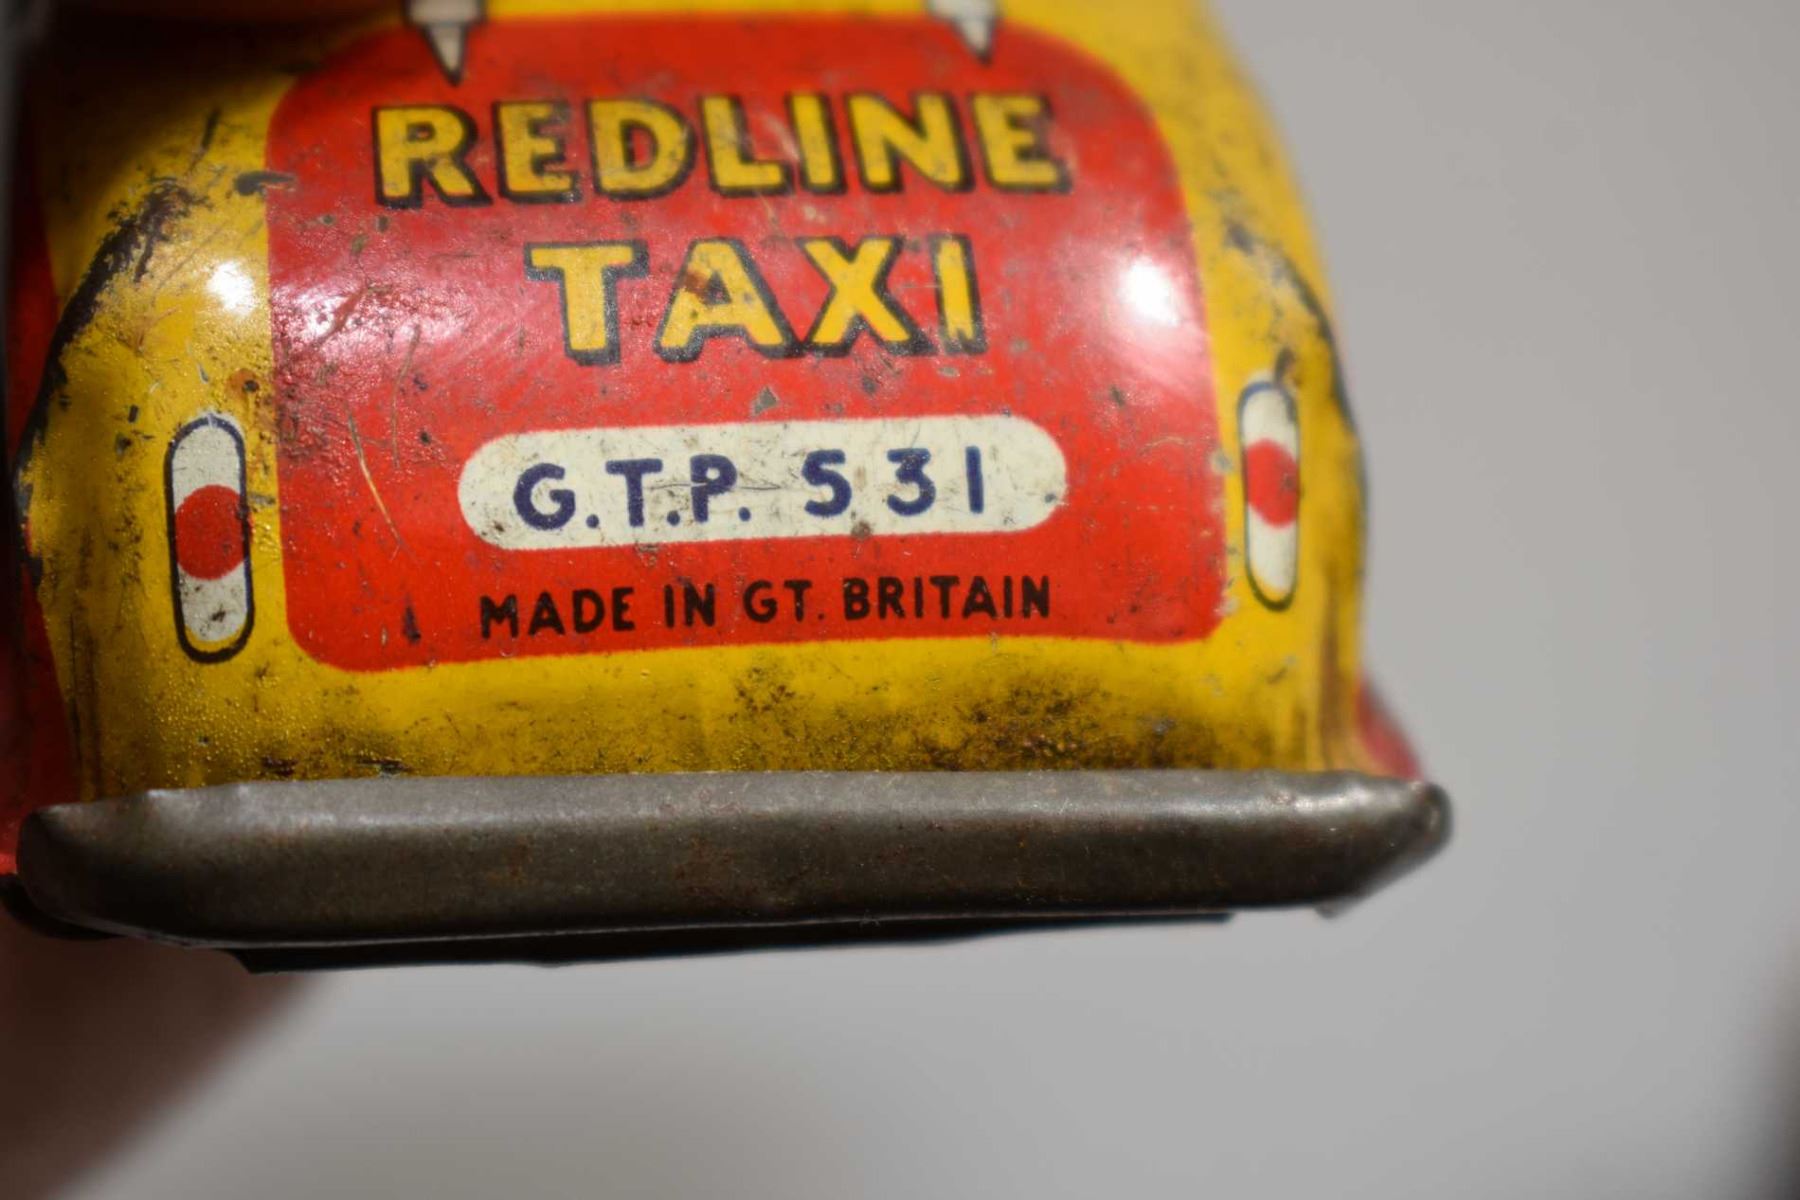 REDLINE
TAXI
G.T.P. 531
MADE IN GT. BRITAIN